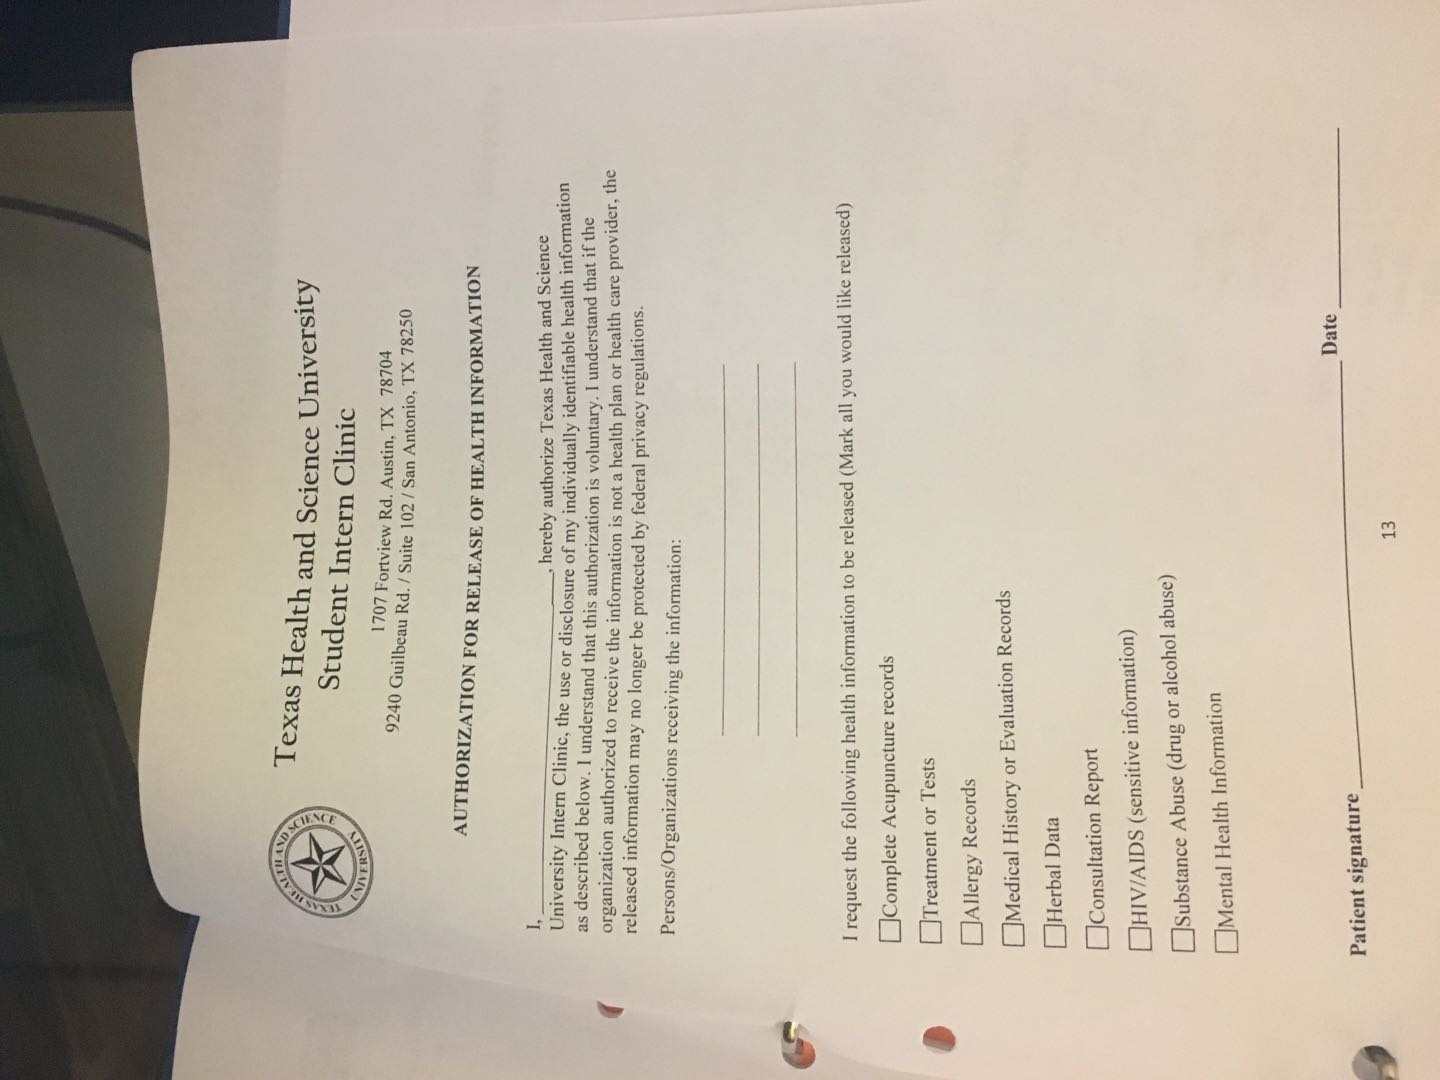 TEXAS HEALTH AND SCIENCE UNIVERSITY
Texas Health and Science University
Student Intern Clinic
1707 Fortview Rd. Austin, TX 78704
9240 Guilbeau Rd. / Suite 102 / San Antonio, TX 78250
AUTHORIZATION FOR RELEASE OF HEALTH INFORMATION
I, ____________________, hereby authorize Texas Health and Science
University Intern Clinic, the use or disclosure of my individually identifiable health information
as described below. I understand that this authorization is voluntary. I understand that if the
organization authorized to receive the information is not a health plan or health care provider, the
released information may no longer be protected by federal privacy regulations.
Persons/Organizations receiving the information:
I request the following health information to be released (Mark all you would like released)
☐Complete Acupuncture records
☐Treatment or Tests
☐Allergy Records
☐Medical History or Evaluation Records
☐Herbal Data
☐Consultation Report
☐HIV/AIDS (sensitive information)
☐Substance Abuse (drug or alcohol abuse)
☐Mental Health Information
Patient signature ____________________ Date __________
13